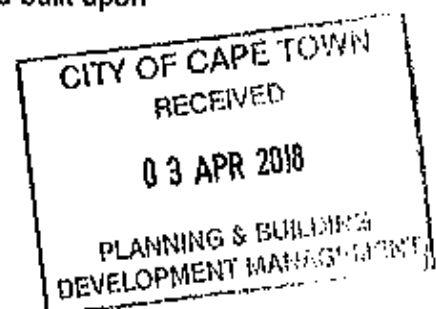 built upon
CITY OF CAPE TOWN
RECEIVED
03 APR 2018
PLANNING & BUILDING
DEVELOPMENT MANAGEMENT